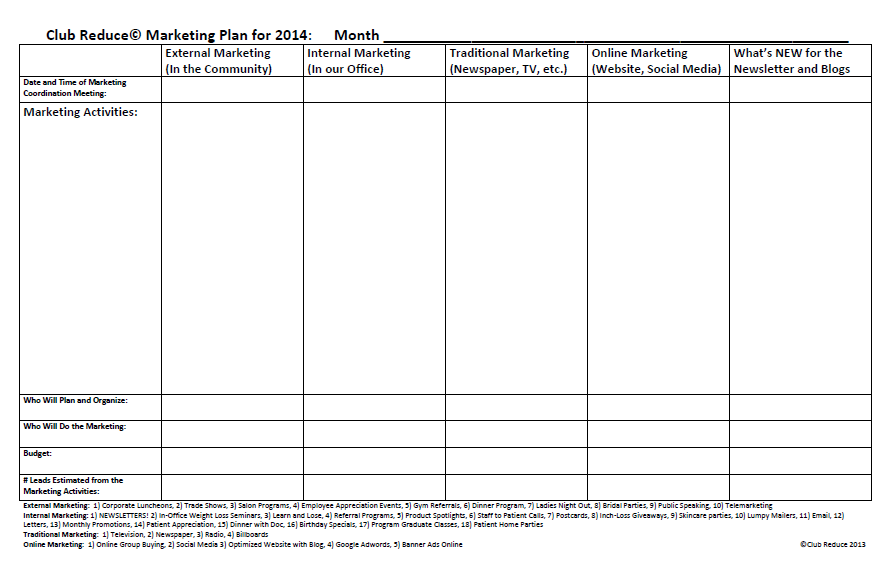 Club Reduce© Marketing Plan for 2014: Month ___
External Marketing Internal Marketing Traditional Marketing Online Marketing What's NEW for the
(In the Community) (In our Office) (Newspaper, TV, etc.) (Website, Social Media) Newsletter and Blogs
Date and Time of Marketing
Coordination Meeting:
Marketing Activities:
Who Will Plan and Organize:
Who Will Do the Marketing:
Budget:
# Leads Estimated from the
Marketing Activities:
External Marketing: 1) Corporate Luncheons, 2) Trade Shows, 3) Salon Programs, 4) Employee Appreciation Events, 5) Gym Referrals, 6) Dinner Program, 7) Ladies Night Out, 8) Bridal Parties, 9) Public Speaking, 10) Telemarketing
Internal Marketing: 1) NEWSLETTERS! 2) In-Office Weight Loss Seminars, 3) Learn and Lose, 4) Referral Programs, 5) Product Spotlights, 6) Staff to Patient Calls, 7) Postcards, 8) Inch-Loss Giveaways, 9) Skincare parties, 10) Lumpy Mailers, 11) Email, 12)
Letters, 13) Monthly Promotions, 14) Patient Appreciation, 15) Dinner with Doc, 16) Birthday Specials, 17) Program Graduate Classes, 18) Patient Home Parties
Traditional Marketing: 1) Television, 2) Newspaper, 3) Radio, 4) Billboards
Online Marketing: 1) Online Group Buying, 2) Social Media 3) Optimized Website with Blog, 4) Google Adwords, 5) Banner Ads Online ©Club Reduce 2013